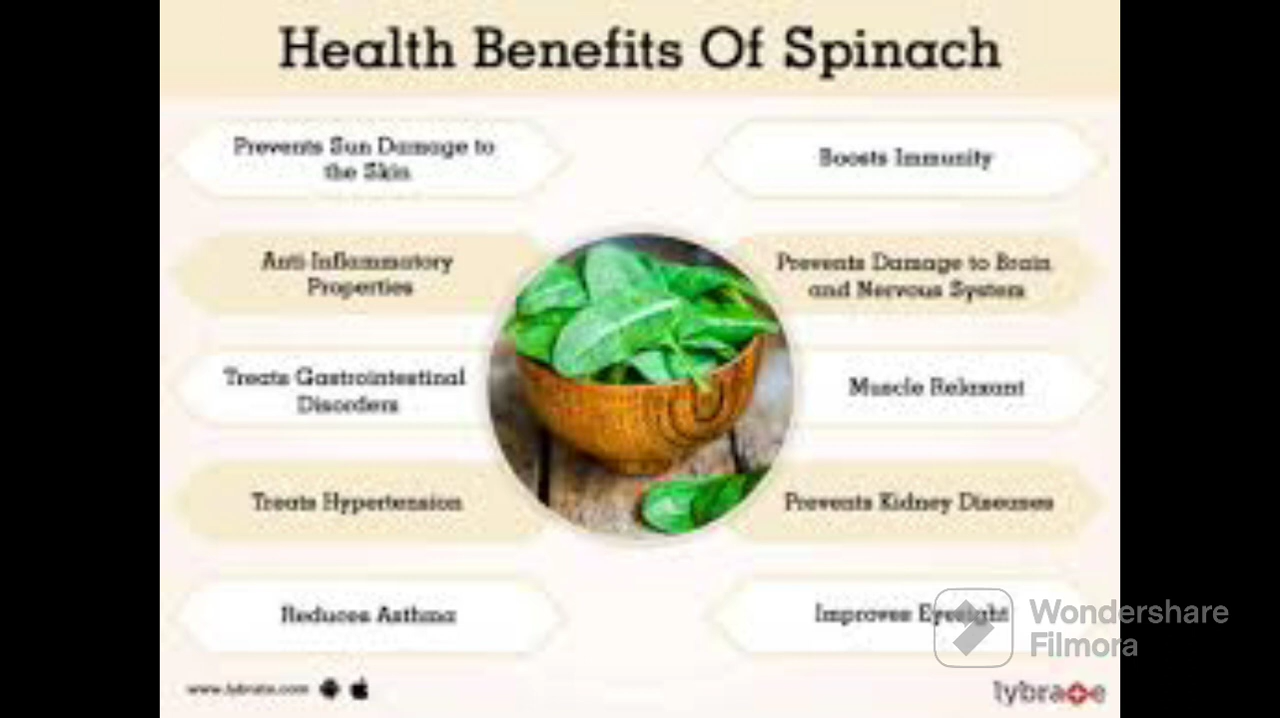 Health Benefits Of Spinach
Prevents Sun Damage to
the Skin
Boosts Immunity
Anti Inflammatory
Properties
Prevents Damage to Brain
and Nervous System
Treats Gastrointestinal
Disorders
Muscle Relaxant
Treats Hypertension
Prevents Kidney Diseases
Reduces Asthma
Improves Eyesight
Wondershare
Filmora
www.lybrate.com
lybrate